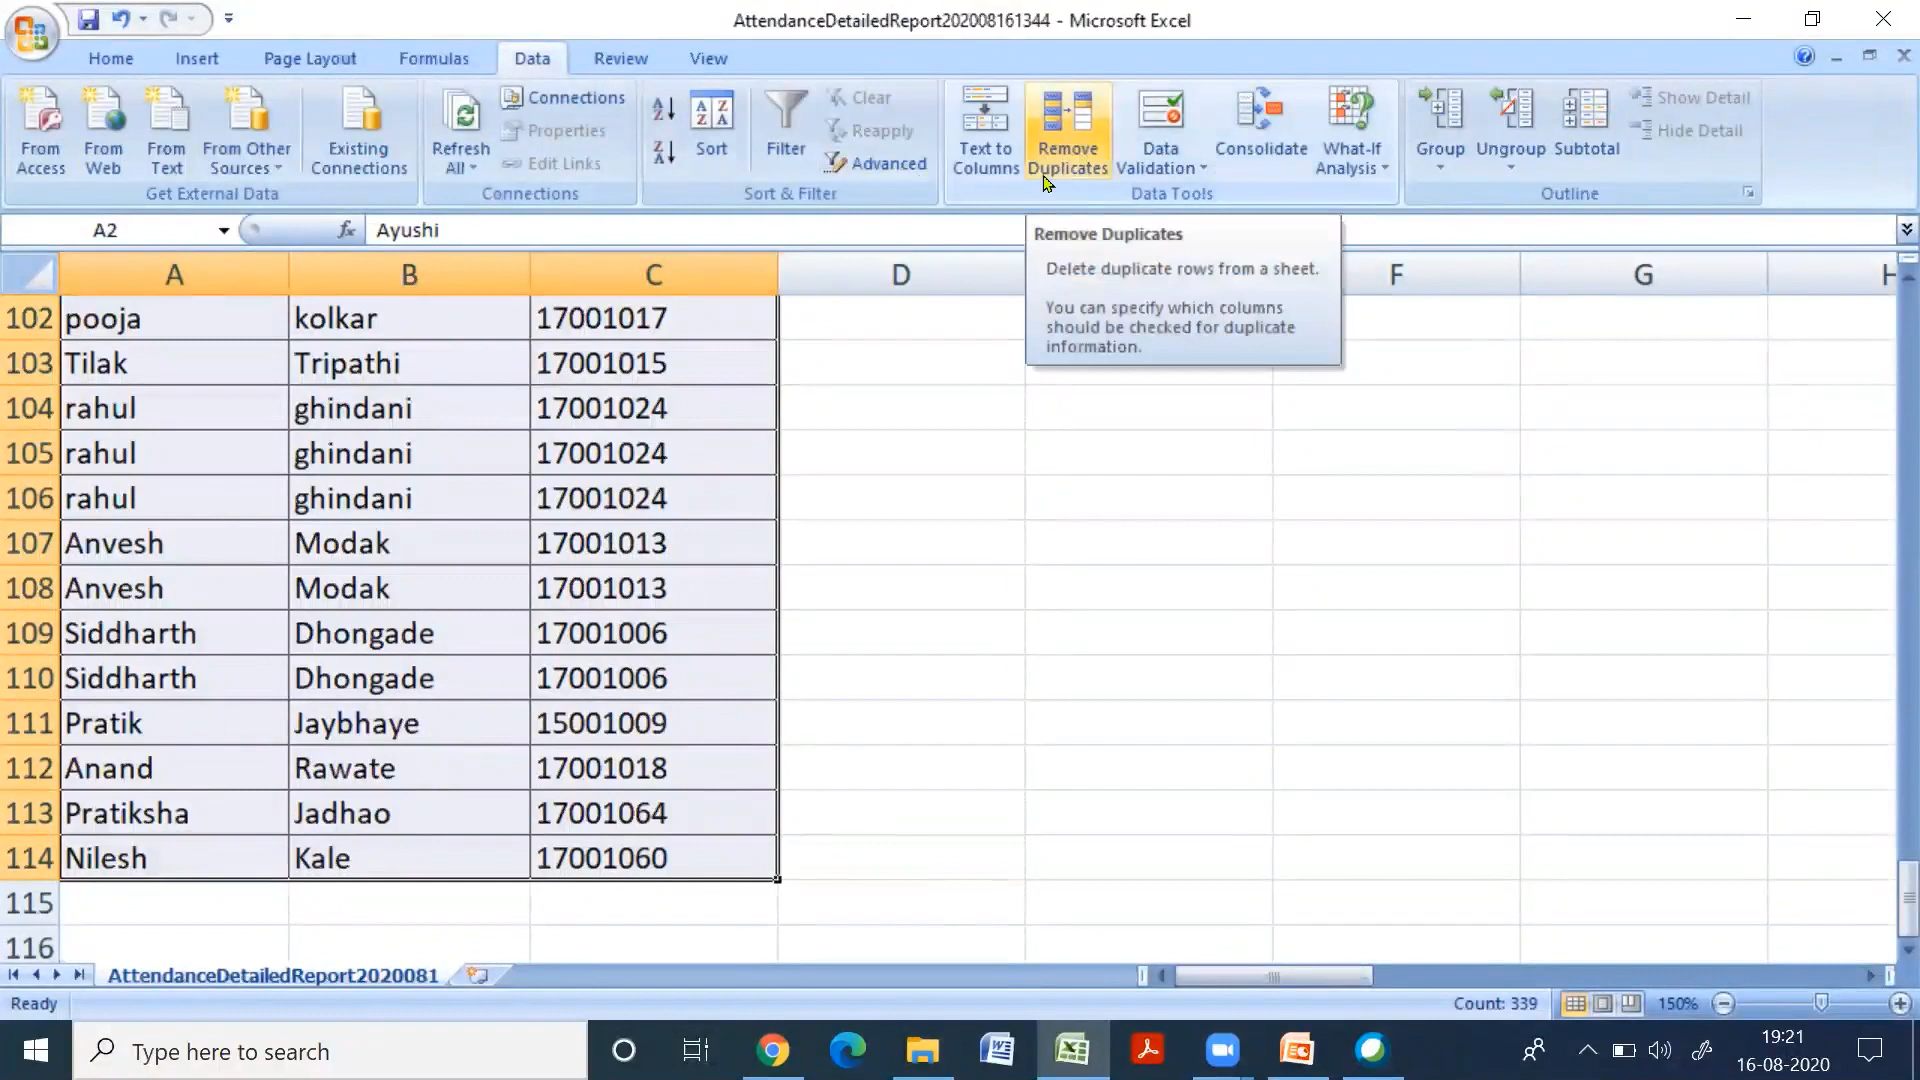 AttendanceDetailedReport202008161344 - Microsoft Excel
Home Insert Page Layout Formulas Data Review View
From Access
From Web
From Text
From Other Sources
Existing Connections
Get External Data
Refresh All
Connections
Properties
Edit Links
Connections
Sort
Filter
Clear
Reapply
Advanced
Sort & Filter
Text to Columns
Remove Duplicates
Data Validation
Consolidate
What-If Analysis
Data Tools
Group
Ungroup
Subtotal
Show Detail
Hide Detail
Outline
A2 fx Ayushi
Remove Duplicates
Delete duplicate rows from a sheet.
You can specify which columns
should be checked for duplicate
information.
A B C D F G H
102 pooja kolkar 17001017
103 Tilak Tripathi 17001015
104 rahul ghindani 17001024
105 rahul ghindani 17001024
106 rahul ghindani 17001024
107 Anvesh Modak 17001013
108 Anvesh Modak 17001013
109 Siddharth Dhongade 17001006
110 Siddharth Dhongade 17001006
111 Pratik Jaybhaye 15001009
112 Anand Rawate 17001018
113 Pratiksha Jadhao 17001064
114 Nilesh Kale 17001060
115
116
AttendanceDetailedReport2020081
Ready Count: 339 150%
Type here to search
19:21
16-08-2020